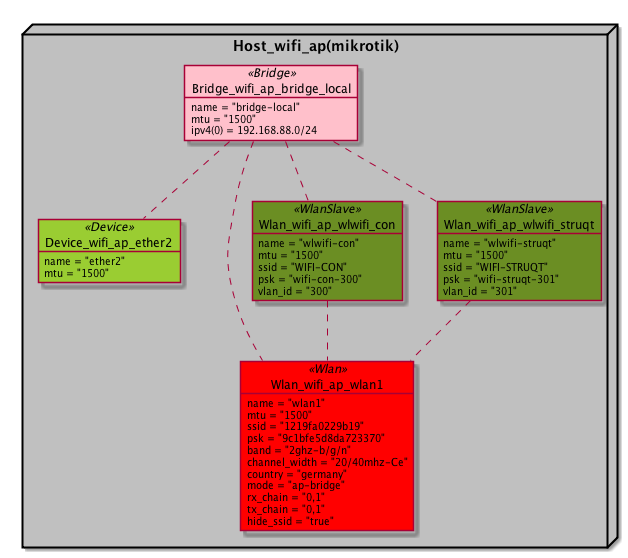 Host_wifi_ap(mikrotik)
«Bridge»
Bridge_wifi_ap_bridge_local
name = "bridge-local"
mtu = "1500"
ipv4(0) = 192.168.88.0/24
«Device»
Device_wifi_ap_ether2
name = "ether2"
mtu = "1500"
«WlanSlave»
Wlan_wifi_ap_wlwifi_con
name = "wlwifi-con"
mtu = "1500"
ssid = "WIFI-CON"
psk = "wifi-con-300"
vlan_id = "300"
«WlanSlave»
Wlan_wifi_ap_wlwifi_struqt
name = "wlwifi-struqt"
mtu = "1500"
ssid = "WIFI-STRUQT"
psk = "wifi-struqt-301"
vlan_id = "301"
«Wlan»
Wlan_wifi_ap_wlan1
name = "wlan1"
mtu = "1500"
ssid = "1219fa0229b19"
psk = "9c1bfe5d8da723370"
band = "2ghz-b/g/n"
channel_width = "20/40mhz-Ce"
country = "germany"
mode = "ap-bridge"
rx_chain = "0,1"
tx_chain = "0,1"
hide_ssid = "true"